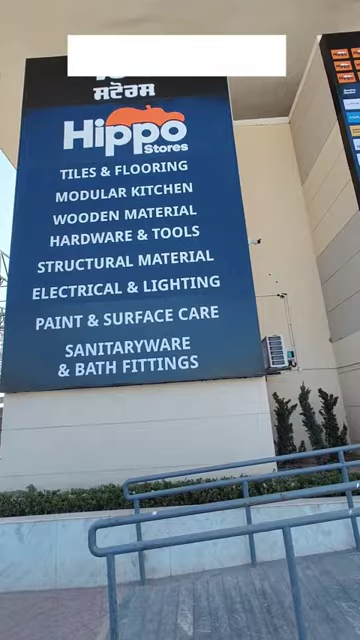 ਸਟੋਰਸ
Hippo
Stores
TILES & FLOORING
MODULAR KITCHEN
WOODEN MATERIAL
HARDWARE & TOOLS
STRUCTURAL MATERIAL
ELECTRICAL & LIGHTING
PAINT & SURFACE CARE
SANITARYWARE
& BATH FITTINGS